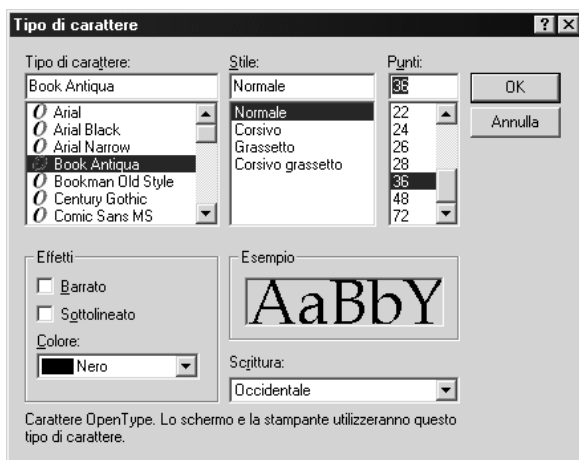 Tipo di carattere
Tipo di carattere:
Book Antiqua
Arial
Arial Black
Arial Narrow
Book Antiqua
Bookman Old Style
Century Gothic
Comic Sans MS
Stile:
Normale
Normale
Corsivo
Grassetto
Corsivo grassetto
Punti:
36
22
24
26
28
36
48
72
OK
Annulla
Effetti
Barrato
Sottolineato
Colore:
Nero
Esempio
AaBbY
Scrittura:
Occidentale
Carattere OpenType. Lo schermo e la stampante utilizzeranno questo
tipo di carattere.